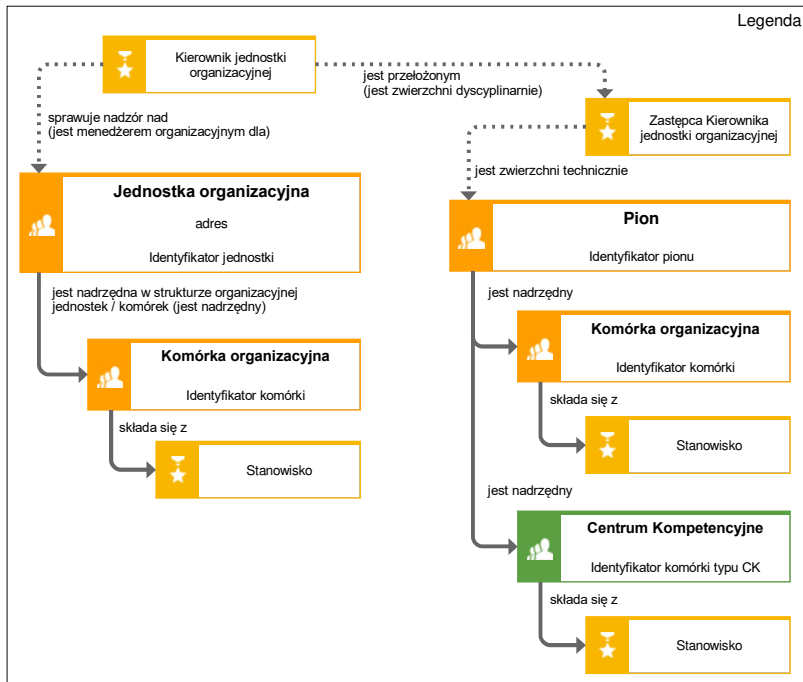 Legenda
Kierownik jednostki
organizacyjnej
jest przełożonym
(jest zwierzchni dyscyplinarnie)
sprawuje nadzór nad
(jest menedżerem organizacyjnym dla)
Zastępca Kierownika
jednostki organizacyjnej
jest zwierzchni technicznie
Jednostka organizacyjna
adres
Identyfikator jednostki
Pion
Identyfikator pionu
jest nadrzędna w strukturze organizacyjnej
jednostek / komórek (jest nadrzędny)
jest nadrzędny
Komórka organizacyjna
Identyfikator komórki
składa się z
Stanowisko
Komórka organizacyjna
Identyfikator komórki
składa się z
Stanowisko
jest nadrzędny
Centrum Kompetencyjne
Identyfikator komórki typu CK
składa się z
Stanowisko